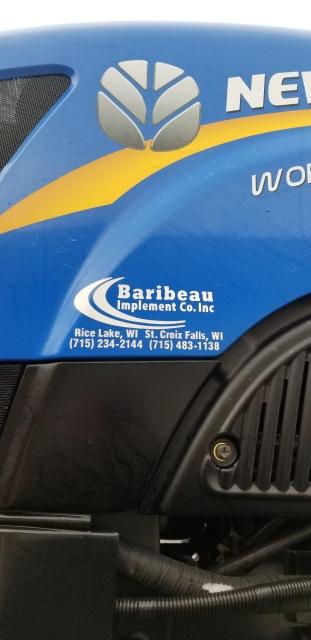 NEW
WOR
Baribeau
Implement Co. Inc
Rice Lake, WI St. Croix Falls, WI
(715) 234-2144 (715) 483-1138